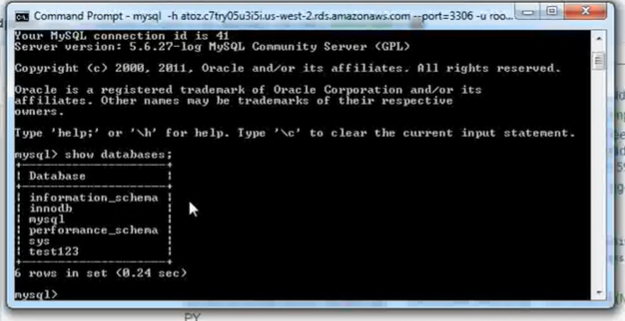 Command Prompt - mysql -h atoz.c7try05u3i5i.us-west-2.rds.amazonaws.com --port=3306 -u roo...
Your MySQL connection id is 41
Server version: 5.6.27-log MySQL Community Server (GPL)
Copyright (c) 2000, 2011, Oracle and/or its affiliates. All rights reserved.
Oracle is a registered trademark of Oracle Corporation and/or its
affiliates. Other names may be trademarks of their respective
owners.
Type 'help;' or '\h' for help. Type '\c' to clear the current input statement.
mysql> show databases;
+--------------------+
| Database           |
+--------------------+
| information_schema |
| innodb             |
| mysql              |
| performance_schema |
| sys                |
| test123            |
+--------------------+
6 rows in set (0.24 sec)
mysql>
PY